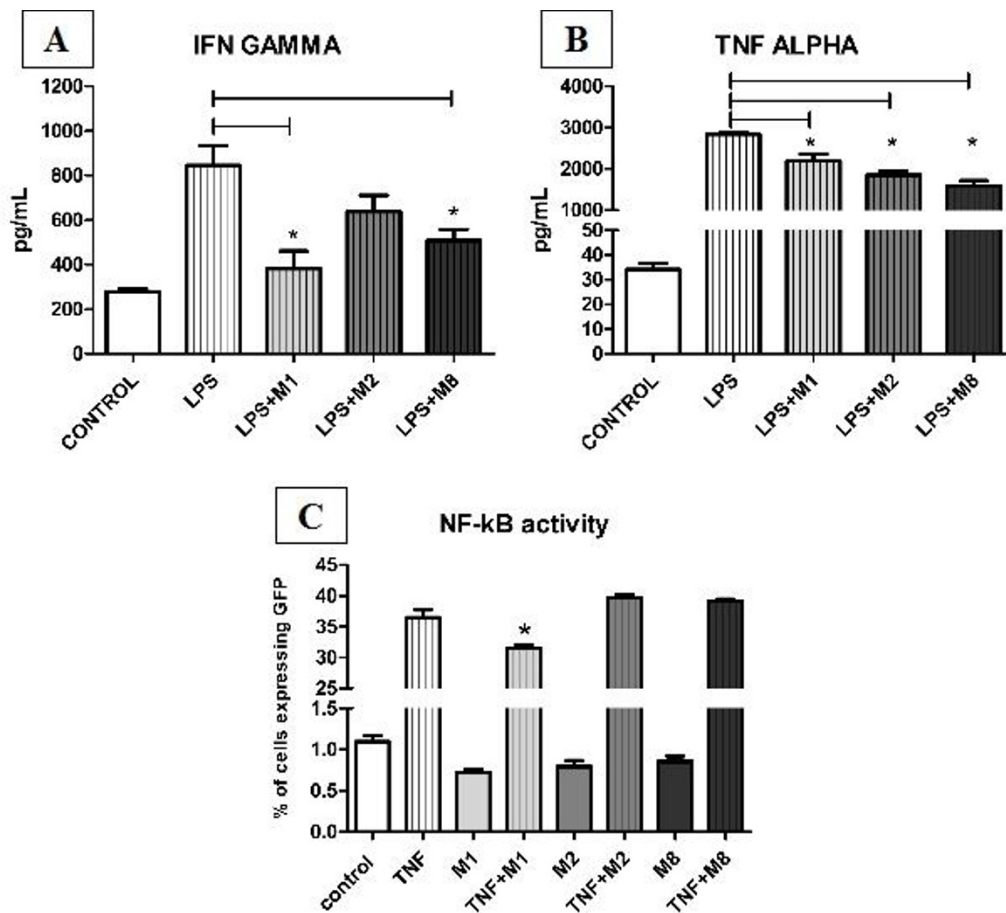 A
IFN GAMMA
1200
1000
800
600
400
200
0
pg/mL
*
*
CONTROL
LPS
LPS+M1
LPS+M2
LPS+M8
B
TNF ALPHA
4000
3000
2000
1000
50
40
30
20
10
0
pg/mL
*
*
*
CONTROL
LPS
LPS+M1
LPS+M2
LPS+M8
C
NF-kB activity
40
35
30
25
1.5
1.0
0.5
0.0
% of cells expressing GFP
*
control
TNF
M1
TNF+M1
M2
TNF+M2
M8
TNF+M8